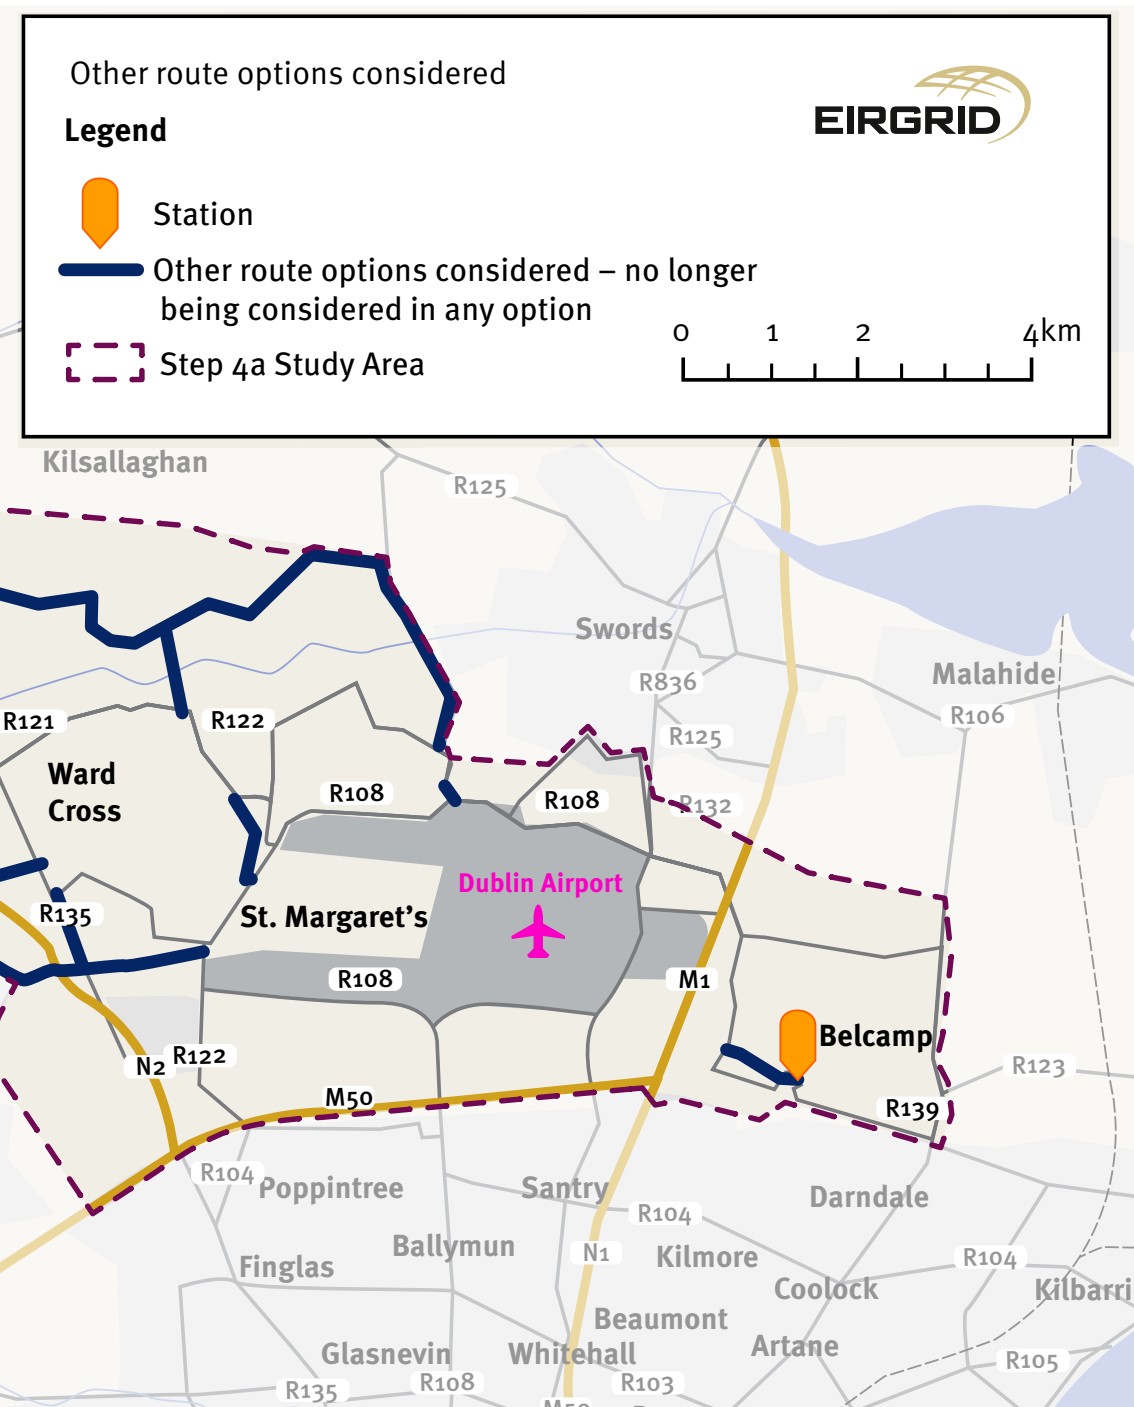 Other route options considered
EIRGRID
Legend
Station
Other route options considered – no longer
being considered in any option
Step 4a Study Area
0 1 2 4km
Kilsallaghan
R125
Swords
Malahide
R836
R106
R121
R122
R125
Ward
Cross
R108
R108
R132
Dublin Airport
R135
St. Margaret's
R108
M1
Belcamp
N2
R122
R123
M50
R139
R104
Poppintree
Santry
Darndale
R104
Ballymun
N1
Kilmore
R104
Finglas
Coolock
Kilbarri
Beaumont
Glasnevin
Whitehall
Artane
R105
R135
R108
R103
M50